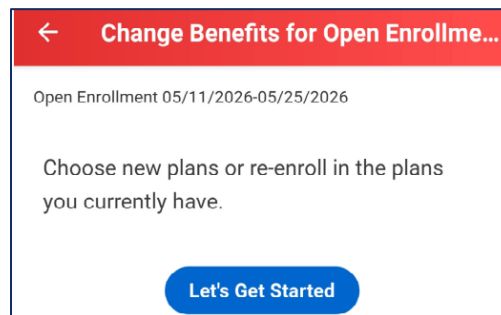 Change Benefits for Open Enrollme...
Open Enrollment 05/11/2026-05/25/2026
Choose new plans or re-enroll in the plans
you currently have.
Let's Get Started